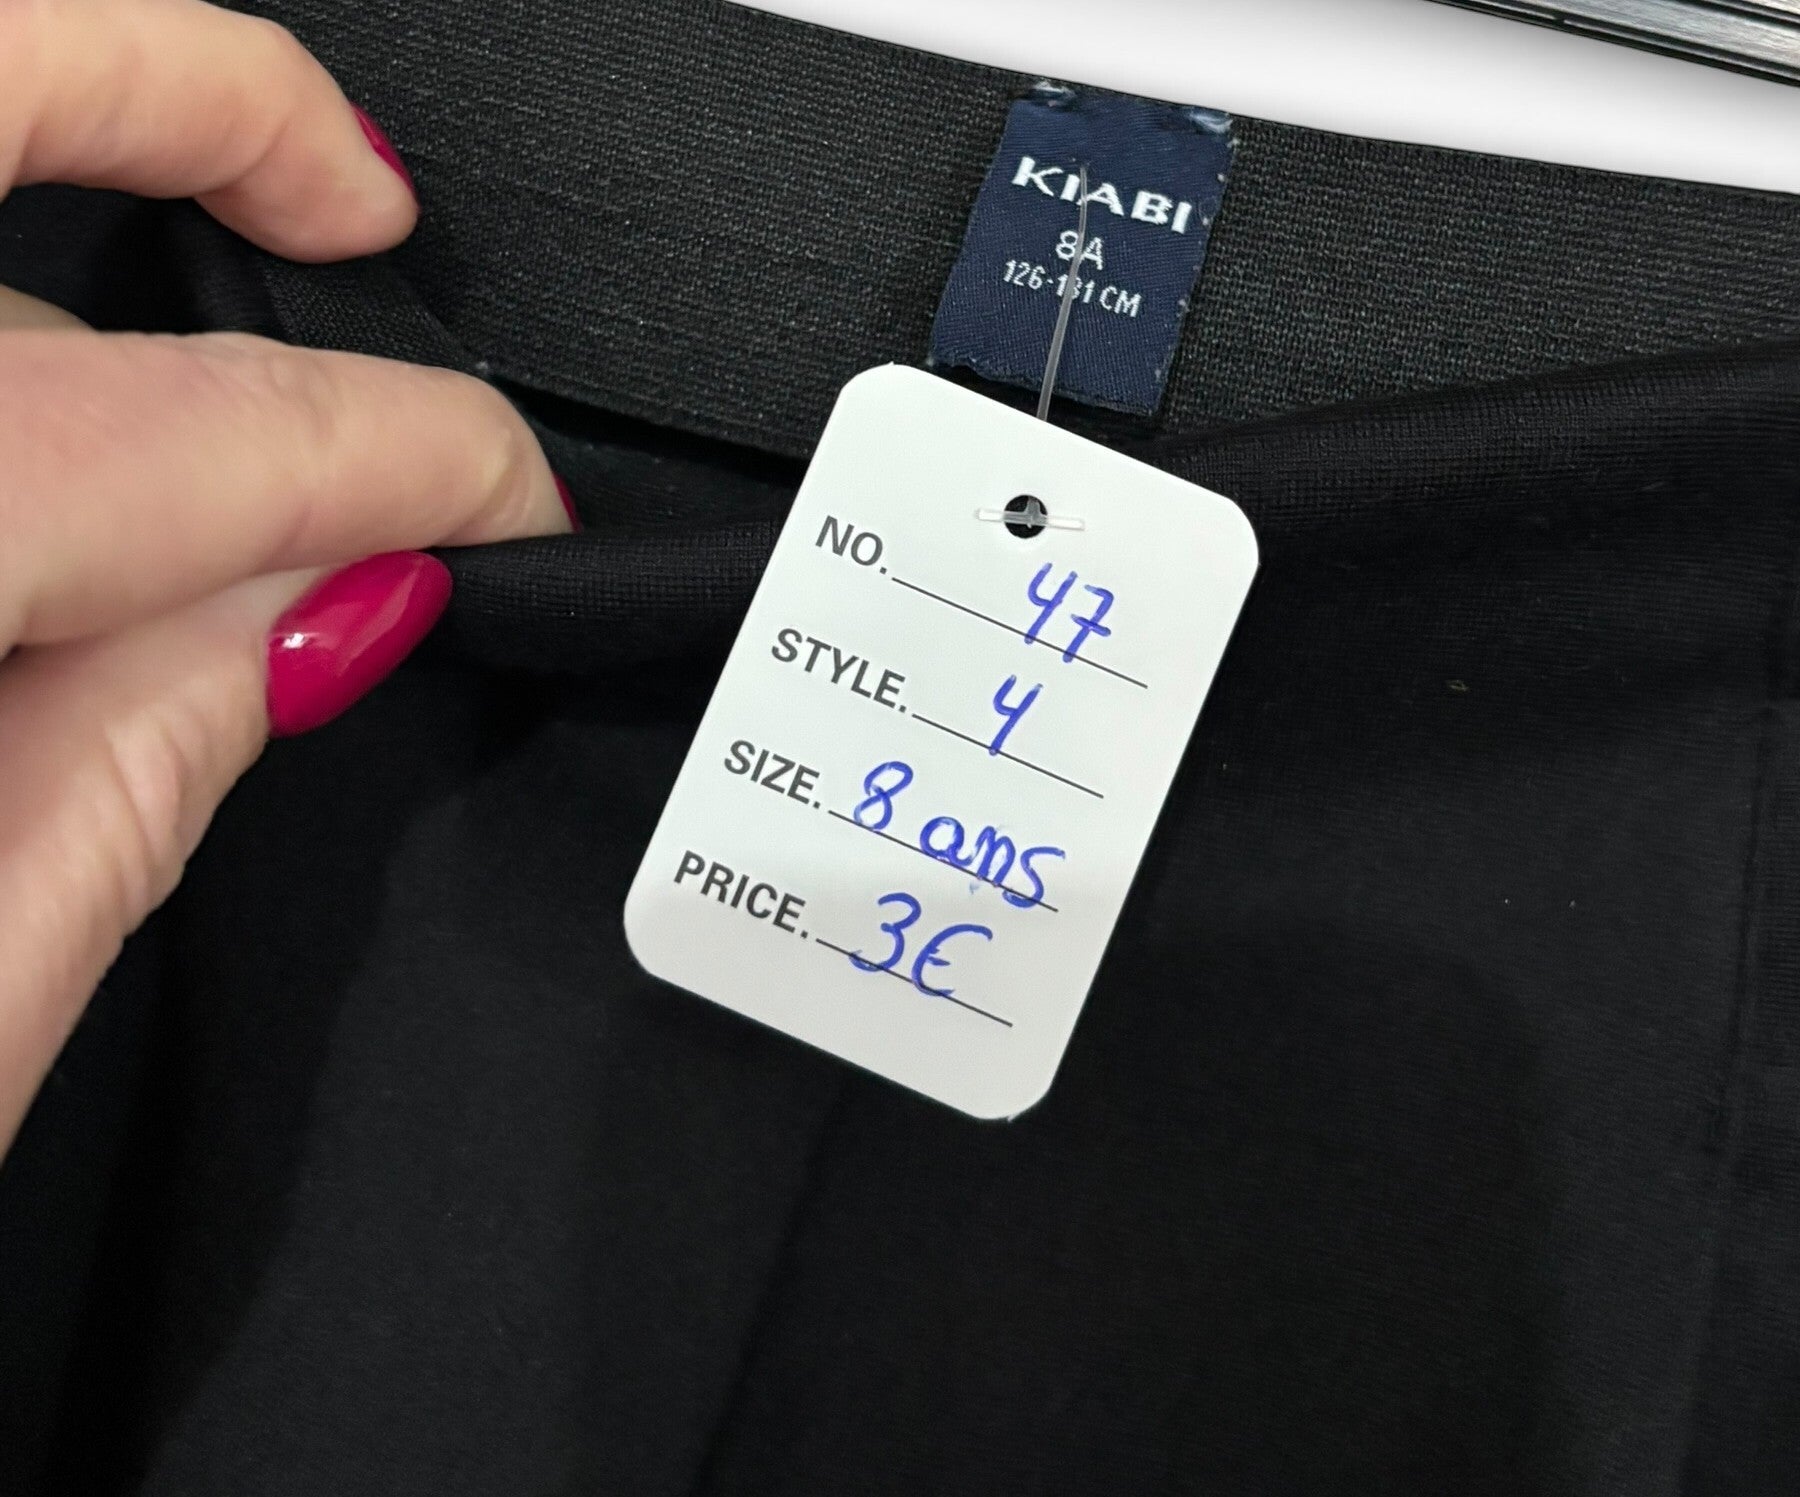 KIABI
8A
126-131 CM
NO. 47
STYLE. 4
SIZE. 8 ans
PRICE. 3€